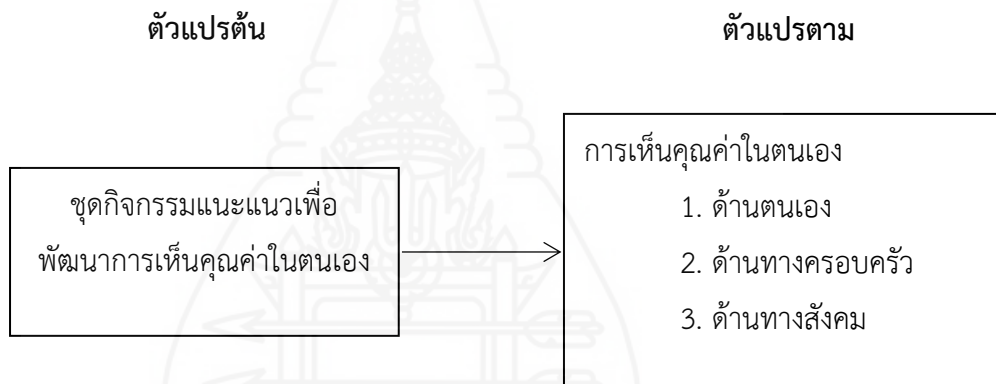 ตัวแปรต้น
ตัวแปรตาม
ชุดกิจกรรมแนะแนวเพื่อ
พัฒนาการเห็นคุณค่าในตนเอง
การเห็นคุณค่าในตนเอง
1. ด้านตนเอง
2. ด้านทางครอบครัว
3. ด้านทางสังคม